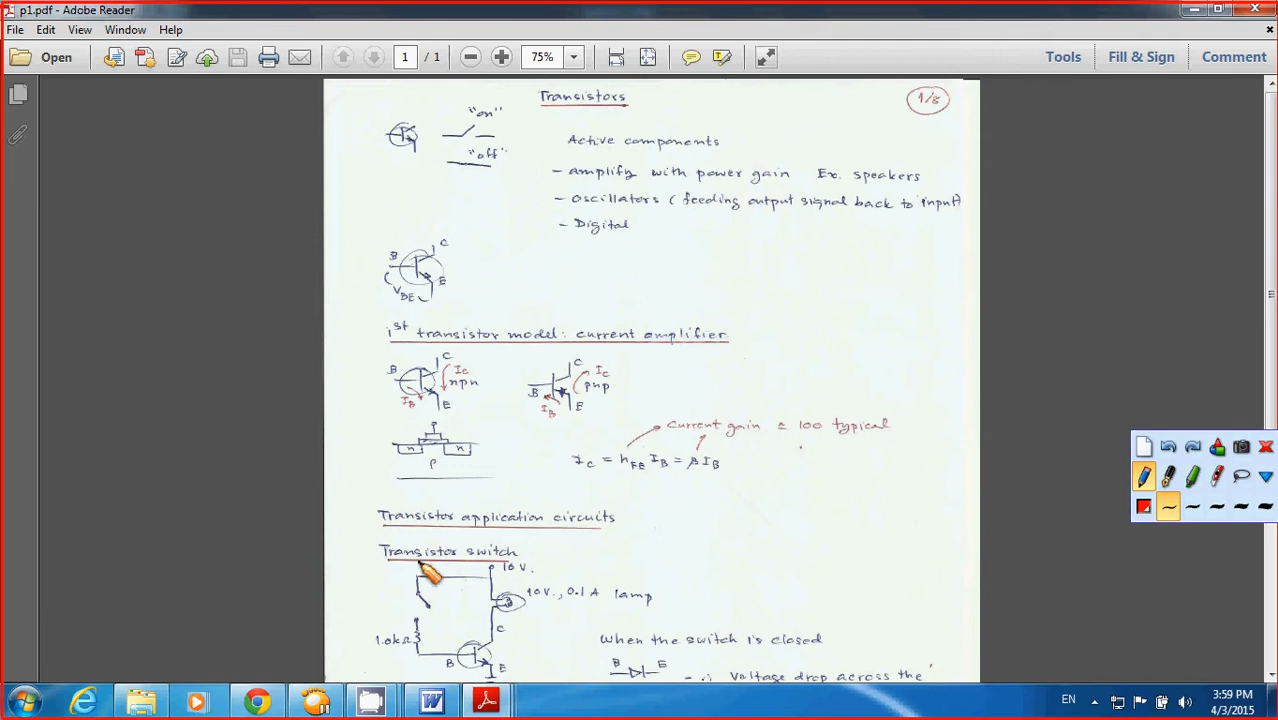 p1.pdf - Adobe Reader
File Edit View Window Help
Open 1 / 1 75% Tools Fill & Sign Comment
Transistors 1/8
"on"
"off"
Active components
- amplify with power gain Ex. speakers
- Oscillators (feeding output signal back to input)
- Digital
B C E
VBE
1st transistor model: current amplifier
B C IC npn IB E
B C IC pnp IB E
n n
p
Current gain ≈ 100 typical
IC = hFE IB = βIB
Transistor application circuits
Transistor switch
10 V.
10V., 0.1 A lamp
1.0kΩ
C
B E
When the switch is closed
B E
- ∴ Voltage drop across the
EN 3:59 PM
4/3/2015